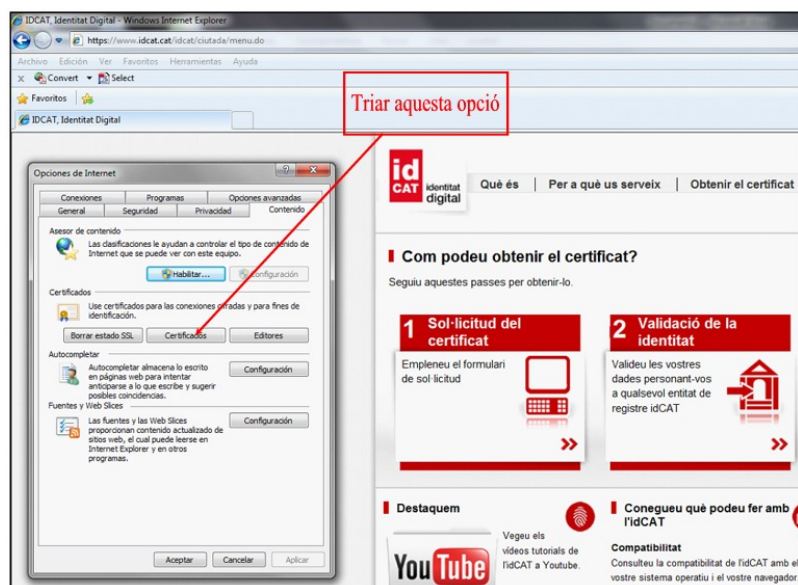 IDCAT, Identitat Digital - Windows Internet Explorer
https://www.idcat.cat/idcat/ciutada/menu.do
Archivo Edición Ver Favoritos Herramientas Ayuda
x Convert Select
Favoritos
IDCAT, Identitat Digital
Triar aquesta opció
Opciones de Internet
Conexiones Programas Opciones avanzadas
General Seguridad Privacidad Contenido
Asesor de contenido
Las clasificaciones le ayudan a controlar el tipo de contenido de
Internet que se puede ver con este equipo.
Habilitar... Configuración
Certificados
Use certificados para las conexiones cifradas y para fines de
identificación.
Borrar estado SSL Certificados Editores
Autocompletar
Autocompletar almacena lo escrito
en páginas web para intentar
anticiparse a lo que escribe y sugerir
posibles coincidencias.
Configuración
Fuentes y Web Slices
Las fuentes y las Web Slices
proporcionan contenido actualizado de
sitios web, el cual puede leerse en
Internet Explorer y en otros
programas.
Configuración
Aceptar Cancelar Aplicar
id
CAT
identitat
digital
Què és | Per a què us serveix | Obtenir el certificat
Com podeu obtenir el certificat?
Seguiu aquestes passes per obtenir-lo.
1 Sol·licitud del
certificat
Empleneu el formulari
de sol·licitud
2 Validació de la
identitat
Valideu les vostres
dades personant-vos
a qualsevol entitat de
registre idCAT
Destaquem
YouTube
Vegeu els
vídeos tutorials de
l'idCAT a Youtube.
Conegueu què podeu fer amb
l'idCAT
Compatibilitat
Consulteu la compatibilitat de l'idCAT amb el
vostre sistema operatiu i el vostre navegador